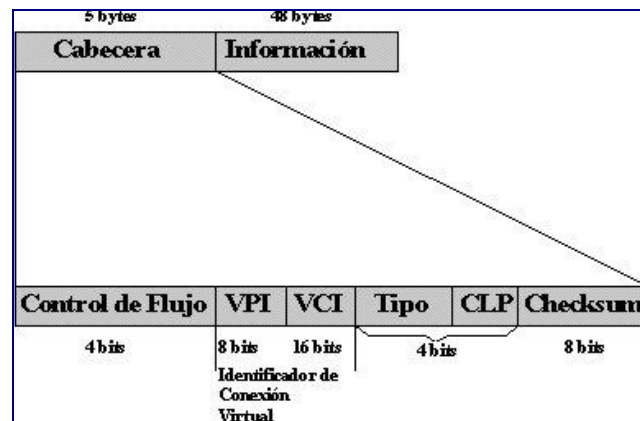 5 bytes 48 bytes
Cabecera Información
Control de Flujo VPI VCI Tipo CLP Checksum
4 bits 8 bits 16 bits 4 bits 8 bits
Identificador de
Conexión
Virtual